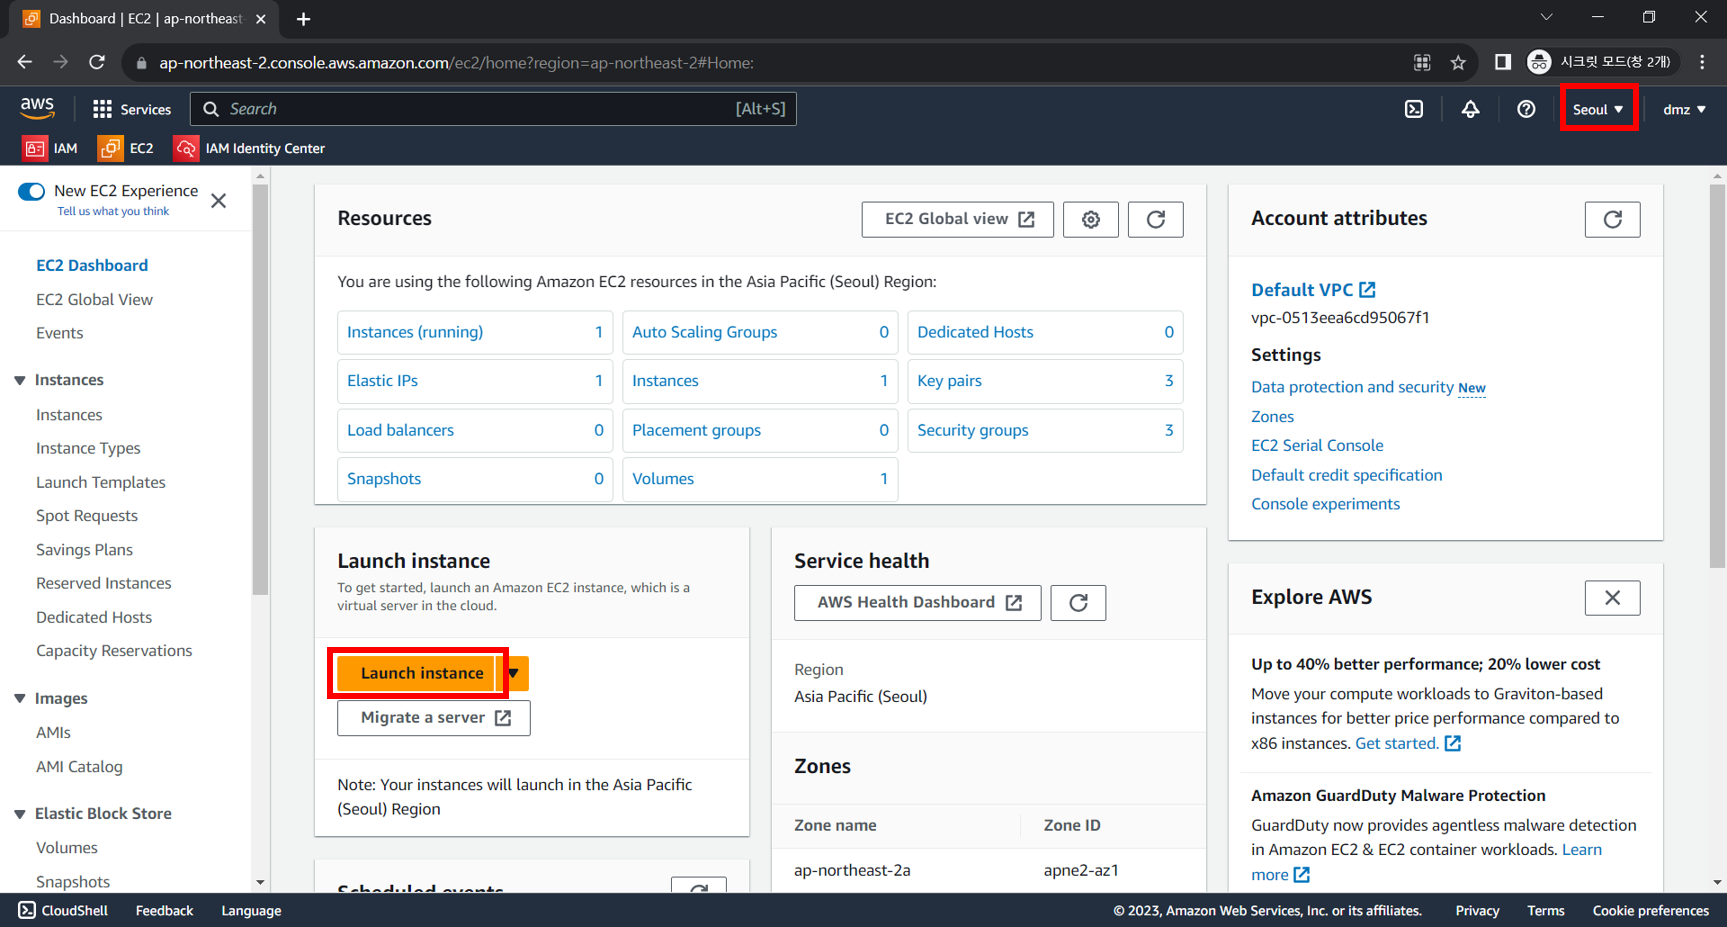 Dashboard | EC2 | ap-northeast-
ap-northeast-2.console.aws.amazon.com/ec2/home?region=ap-northeast-2#Home:
시크릿 모드(창 2개)
aws
Services
Search
[Alt+S]
Seoul
dmz
IAM
EC2
IAM Identity Center
New EC2 Experience
Tell us what you think
EC2 Dashboard
EC2 Global View
Events
Instances
Instances
Instance Types
Launch Templates
Spot Requests
Savings Plans
Reserved Instances
Dedicated Hosts
Capacity Reservations
Images
AMIs
AMI Catalog
Elastic Block Store
Volumes
Snapshots
Resources
EC2 Global view
You are using the following Amazon EC2 resources in the Asia Pacific (Seoul) Region:
Instances (running) 1
Auto Scaling Groups 0
Dedicated Hosts 0
Elastic IPs 1
Instances 1
Key pairs 3
Load balancers 0
Placement groups 0
Security groups 3
Snapshots 0
Volumes 1
Launch instance
To get started, launch an Amazon EC2 instance, which is a
virtual server in the cloud.
Launch instance
Migrate a server
Note: Your instances will launch in the Asia Pacific
(Seoul) Region
Scheduled events
Service health
AWS Health Dashboard
Region
Asia Pacific (Seoul)
Zones
Zone name
Zone ID
ap-northeast-2a
apne2-az1
Account attributes
Default VPC
vpc-0513eea6cd95067f1
Settings
Data protection and security New
Zones
EC2 Serial Console
Default credit specification
Console experiments
Explore AWS
Up to 40% better performance; 20% lower cost
Move your compute workloads to Graviton-based
instances for better price performance compared to
x86 instances. Get started.
Amazon GuardDuty Malware Protection
GuardDuty now provides agentless malware detection
in Amazon EC2 & EC2 container workloads. Learn
more
CloudShell
Feedback
Language
© 2023, Amazon Web Services, Inc. or its affiliates.
Privacy
Terms
Cookie preferences